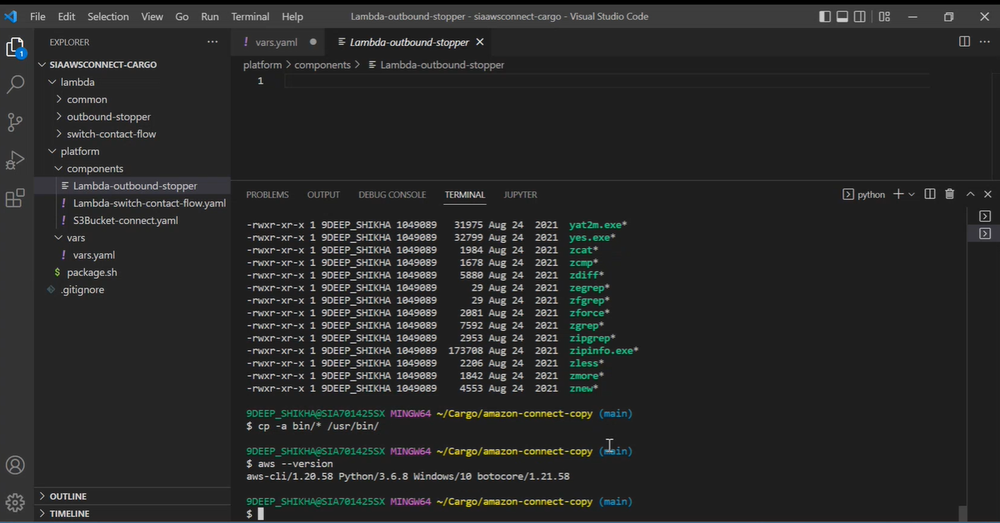 File Edit Selection View Go Run Terminal Help Lambda-outbound-stopper - siaawsconnect-cargo - Visual Studio Code
EXPLORER ···
1
SIAAWSCONNECT-CARGO
lambda
common
outbound-stopper
switch-contact-flow
platform
components
Lambda-outbound-stopper
! Lambda-switch-contact-flow.yaml
! S3Bucket-connect.yaml
vars
! vars.yaml
$ package.sh
.gitignore
OUTLINE
TIMELINE
! vars.yaml Lambda-outbound-stopper
platform > components > Lambda-outbound-stopper
1
PROBLEMS OUTPUT DEBUG CONSOLE TERMINAL JUPYTER python
-rwxr-xr-x 1 9DEEP_SHIKHA 1049089 31975 Aug 24 2021 yat2m.exe*
-rwxr-xr-x 1 9DEEP_SHIKHA 1049089 32799 Aug 24 2021 yes.exe*
-rwxr-xr-x 1 9DEEP_SHIKHA 1049089 1984 Aug 24 2021 zcat*
-rwxr-xr-x 1 9DEEP_SHIKHA 1049089 1678 Aug 24 2021 zcmp*
-rwxr-xr-x 1 9DEEP_SHIKHA 1049089 5880 Aug 24 2021 zdiff*
-rwxr-xr-x 1 9DEEP_SHIKHA 1049089 29 Aug 24 2021 zegrep*
-rwxr-xr-x 1 9DEEP_SHIKHA 1049089 29 Aug 24 2021 zfgrep*
-rwxr-xr-x 1 9DEEP_SHIKHA 1049089 2081 Aug 24 2021 zforce*
-rwxr-xr-x 1 9DEEP_SHIKHA 1049089 7592 Aug 24 2021 zgrep*
-rwxr-xr-x 1 9DEEP_SHIKHA 1049089 2953 Aug 24 2021 zipgrep*
-rwxr-xr-x 1 9DEEP_SHIKHA 1049089 173708 Aug 24 2021 zipinfo.exe*
-rwxr-xr-x 1 9DEEP_SHIKHA 1049089 2206 Aug 24 2021 zless*
-rwxr-xr-x 1 9DEEP_SHIKHA 1049089 1842 Aug 24 2021 zmore*
-rwxr-xr-x 1 9DEEP_SHIKHA 1049089 4553 Aug 24 2021 znew*
9DEEP_SHIKHA@SIA701425SX MINGW64 ~/Cargo/amazon-connect-copy (main)
$ cp -a bin/* /usr/bin/
9DEEP_SHIKHA@SIA701425SX MINGW64 ~/Cargo/amazon-connect-copy (main)
$ aws --version
aws-cli/1.20.58 Python/3.6.8 Windows/10 botocore/1.21.58
9DEEP_SHIKHA@SIA701425SX MINGW64 ~/Cargo/amazon-connect-copy (main)
$